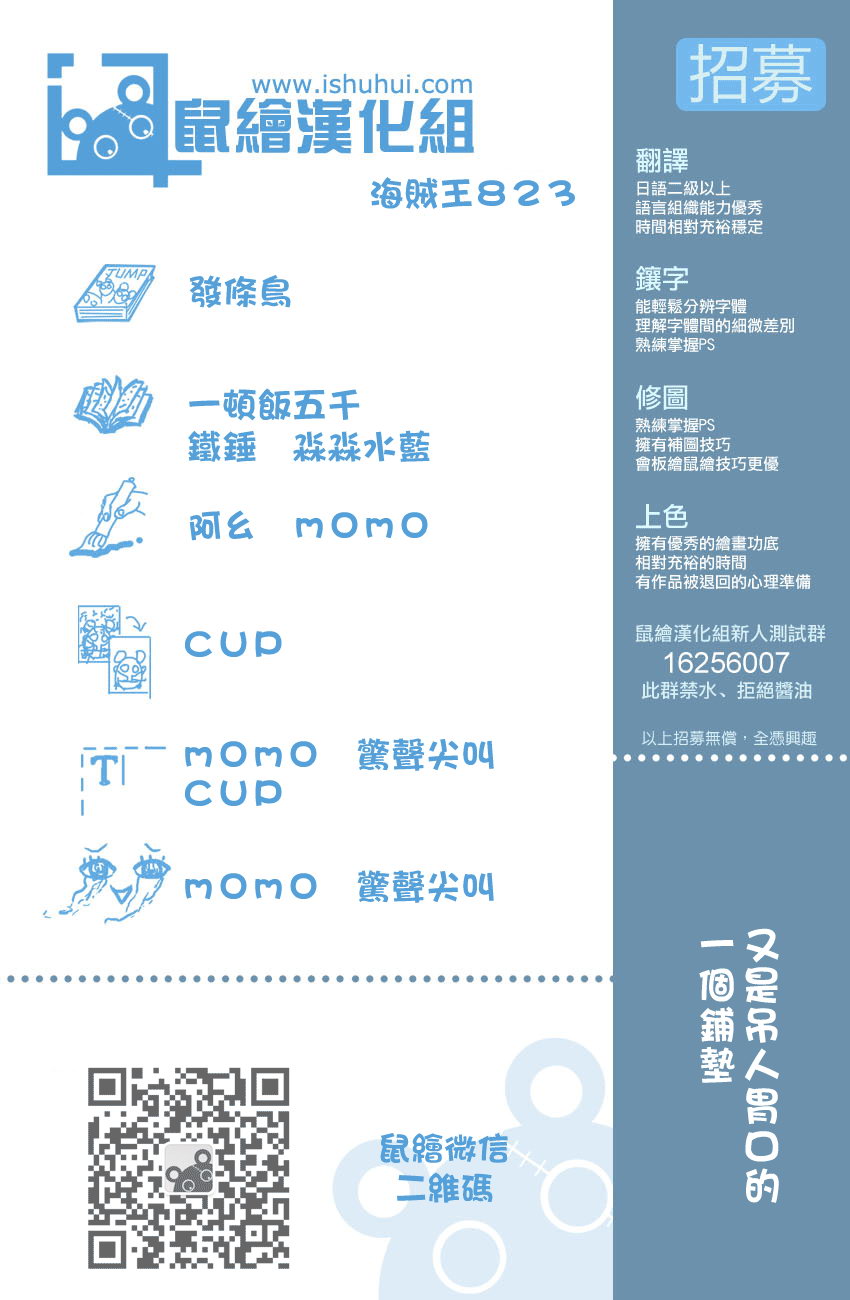 www.ishuhui.com
鼠繪漢化組
海賊王823
JUMP
發條鳥
一頓飯五千
鐵錘 淼淼水藍
阿幺 momo
cup
T
momo 驚聲尖叫
cup
momo 驚聲尖叫
鼠繪微信
二維碼
招募
翻譯
日語二級以上
語言組織能力優秀
時間相對充裕穩定
鑲字
能輕鬆分辨字體
理解字體間的細微差別
熟練掌握PS
修圖
熟練掌握PS
擁有補圖技巧
會板繪鼠繪技巧更優
上色
擁有優秀的繪畫功底
相對充裕的時間
有作品被退回的心理準備
鼠繪漢化組新人測試群
16256007
此群禁水、拒絕醬油
以上招募無償，全憑興趣
又是吊人胃口的
一個鋪墊